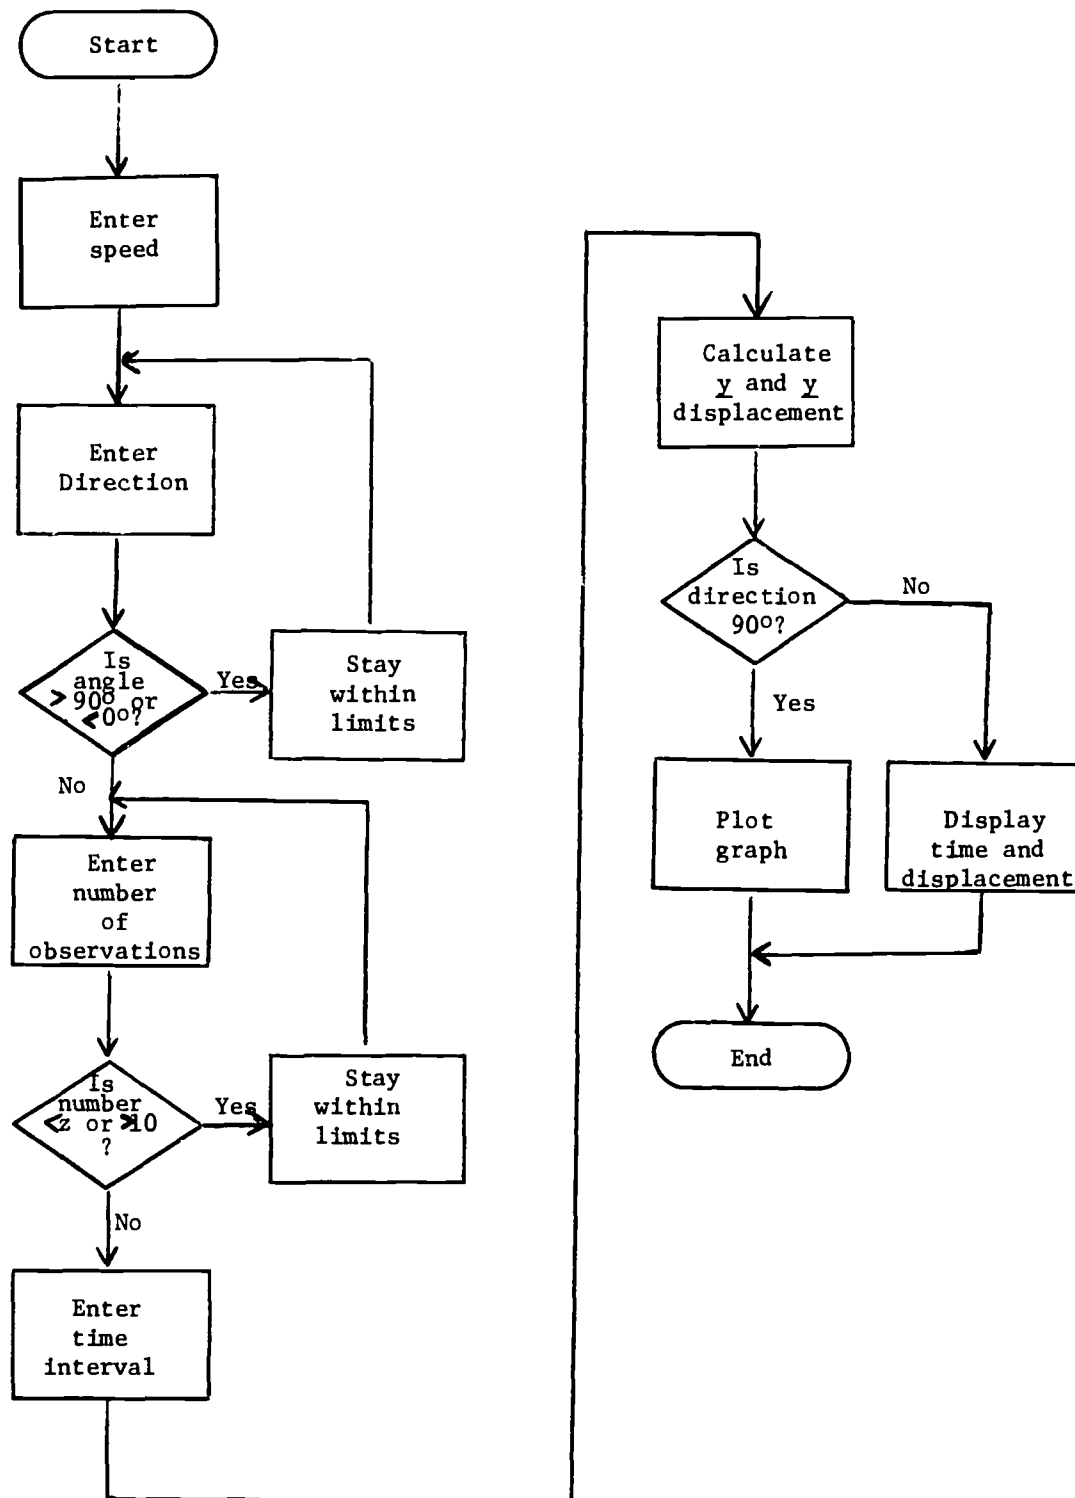 Start
Enter
speed
Enter
Direction
Is
angle
> 90° or
< 0°?
Yes
Stay
within
limits
No
Enter
number
of
observations
Is
number
<z or >10
?
Yes
Stay
within
limits
No
Enter
time
interval
Calculate
y and y
displacement
Is
direction
90°?
No
Yes
Plot
graph
Display
time and
displacement
End